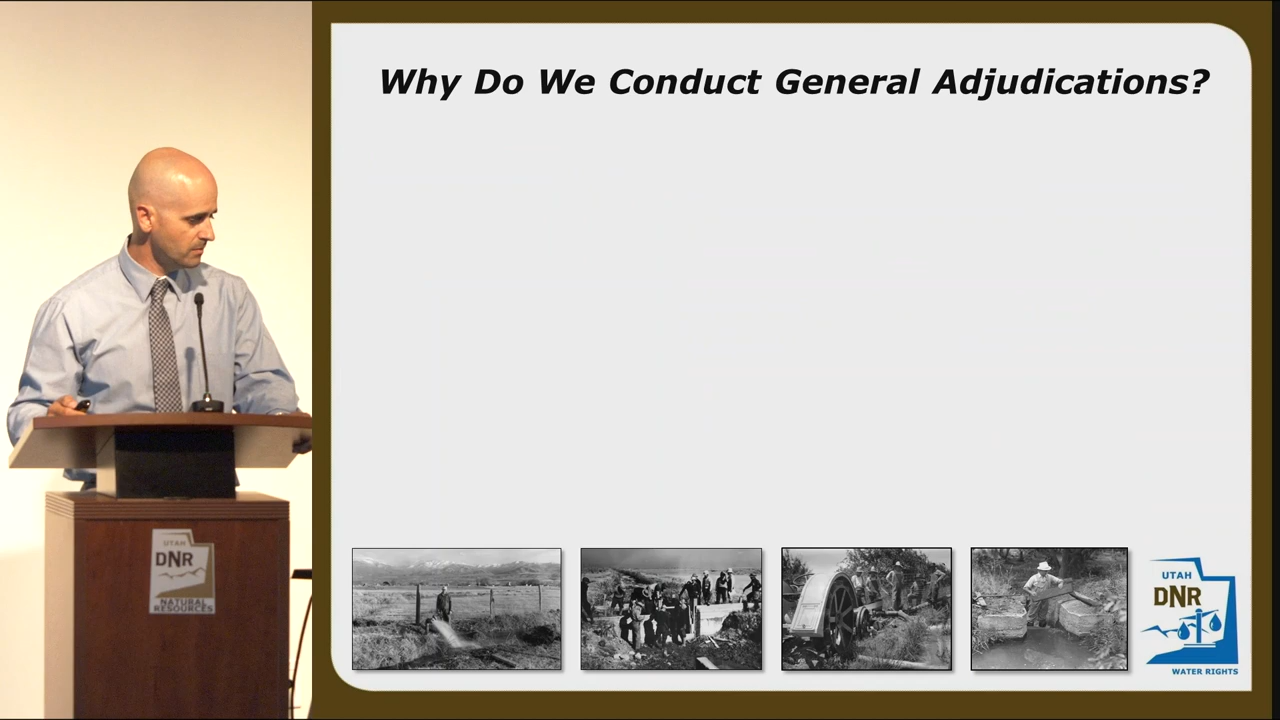 Why Do We Conduct General Adjudications?
UTAH
DNR
NATURAL
RESOURCES
UTAH
DNR
WATER RIGHTS